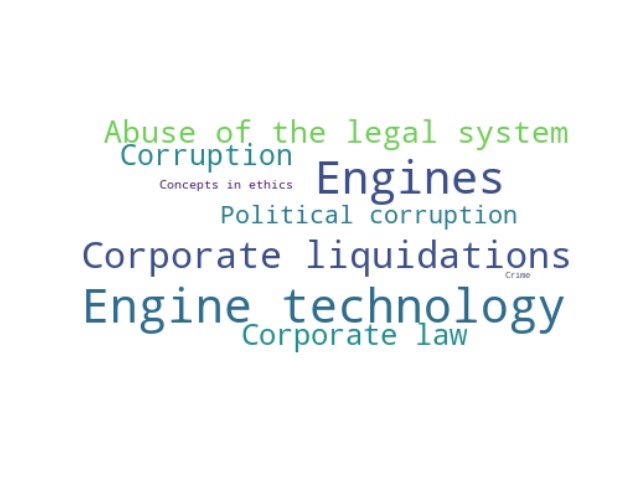 Abuse of the legal system
Corruption
Concepts in ethics
Engines
Political corruption
Corporate liquidations
Crime
Engine technology
Corporate law